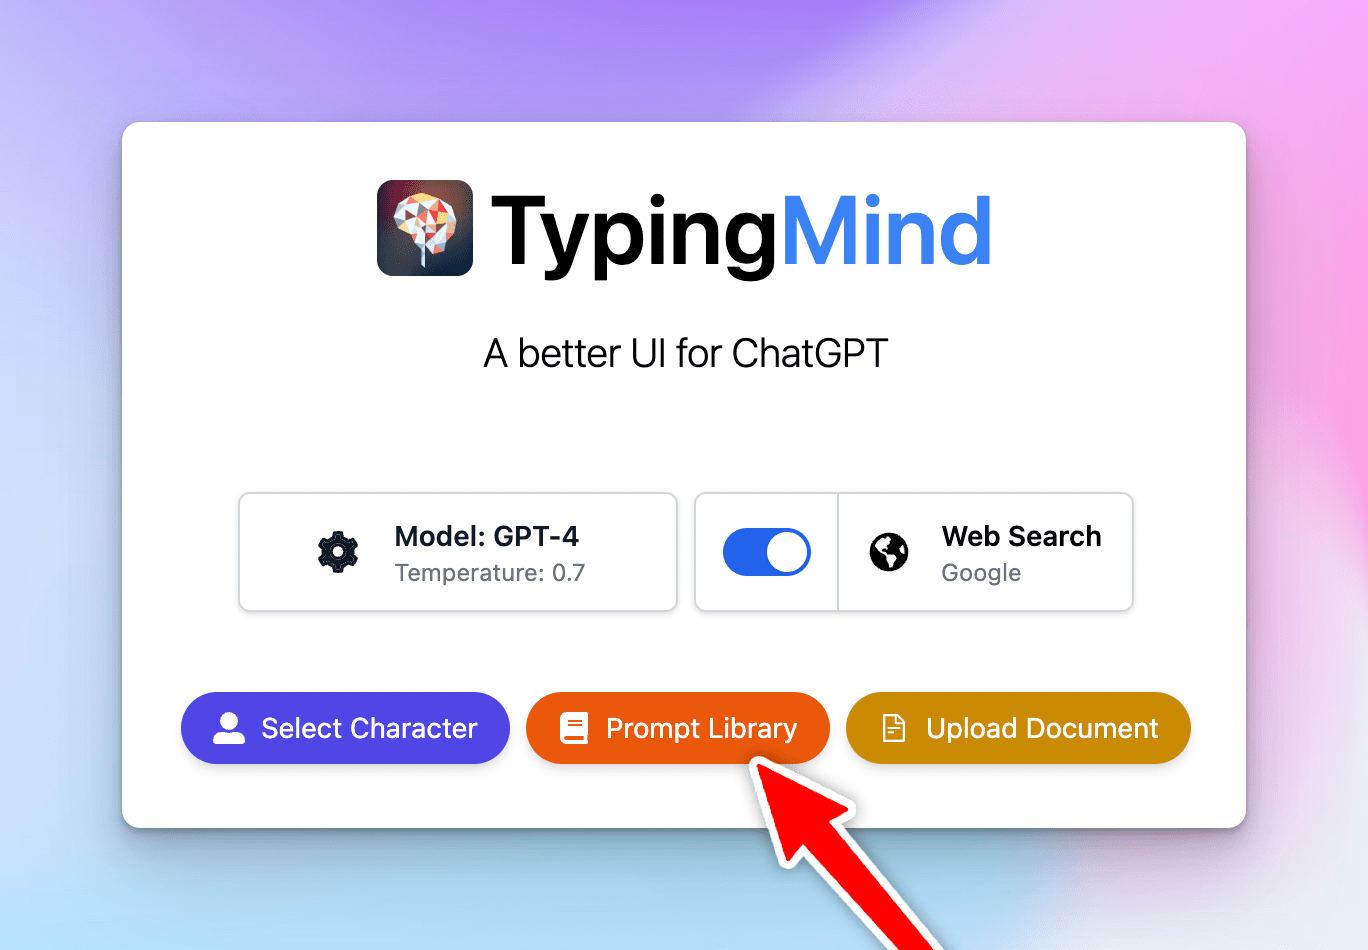 TypingMind
A better UI for ChatGPT
Model: GPT-4
Temperature: 0.7
Web Search
Google
Select Character
Prompt Library
Upload Document